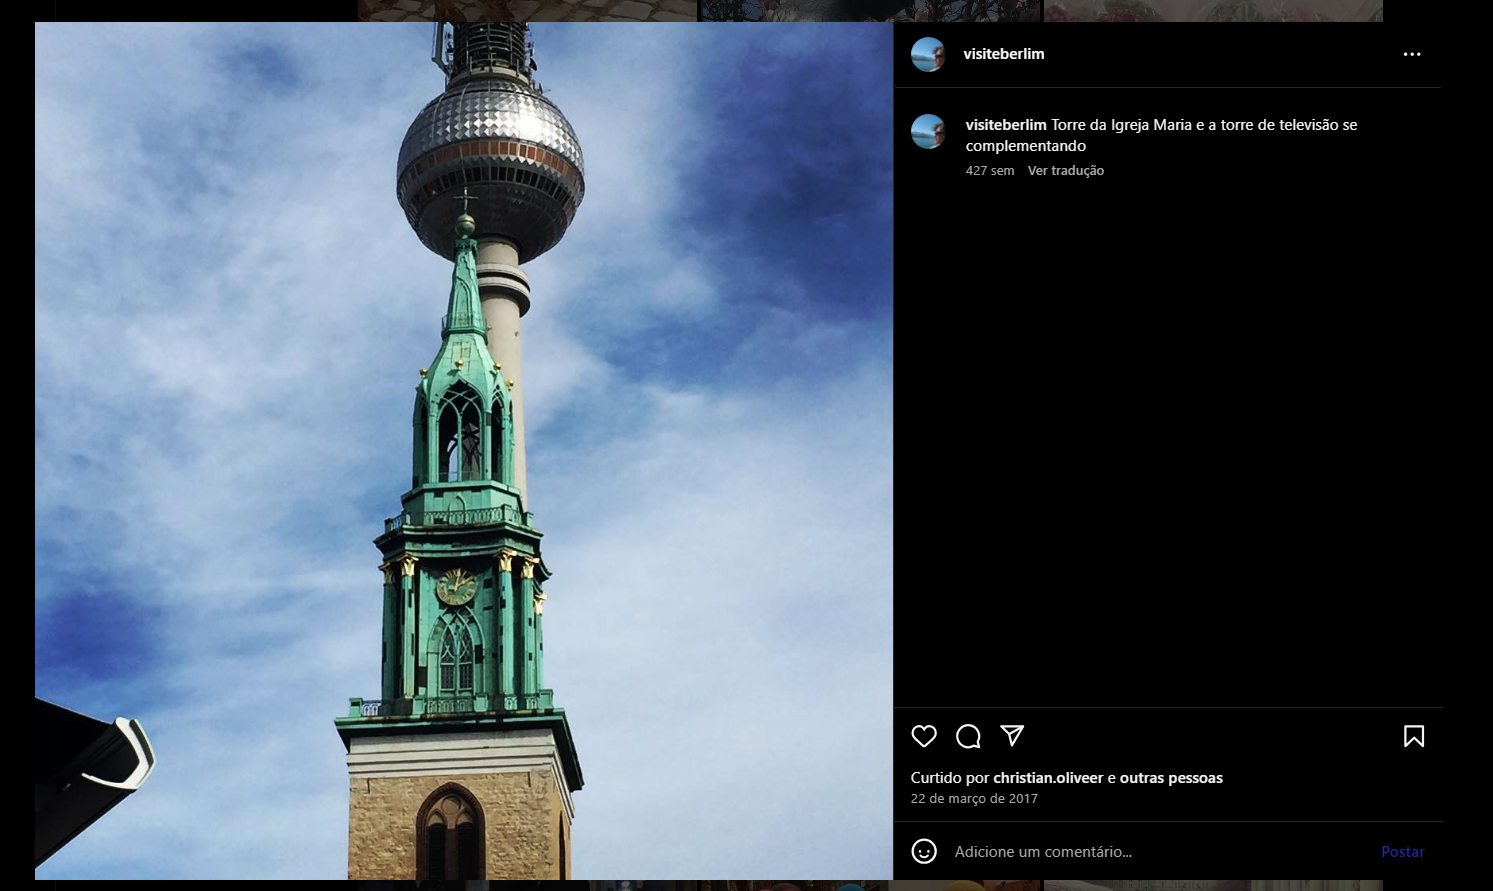 visiteberlim
visiteberlim Torre da Igreja Maria e a torre de televisão se
complementando
427 sem Ver tradução
Curtido por christian.oliveer e outras pessoas
22 de março de 2017
Adicione um comentário... Postar